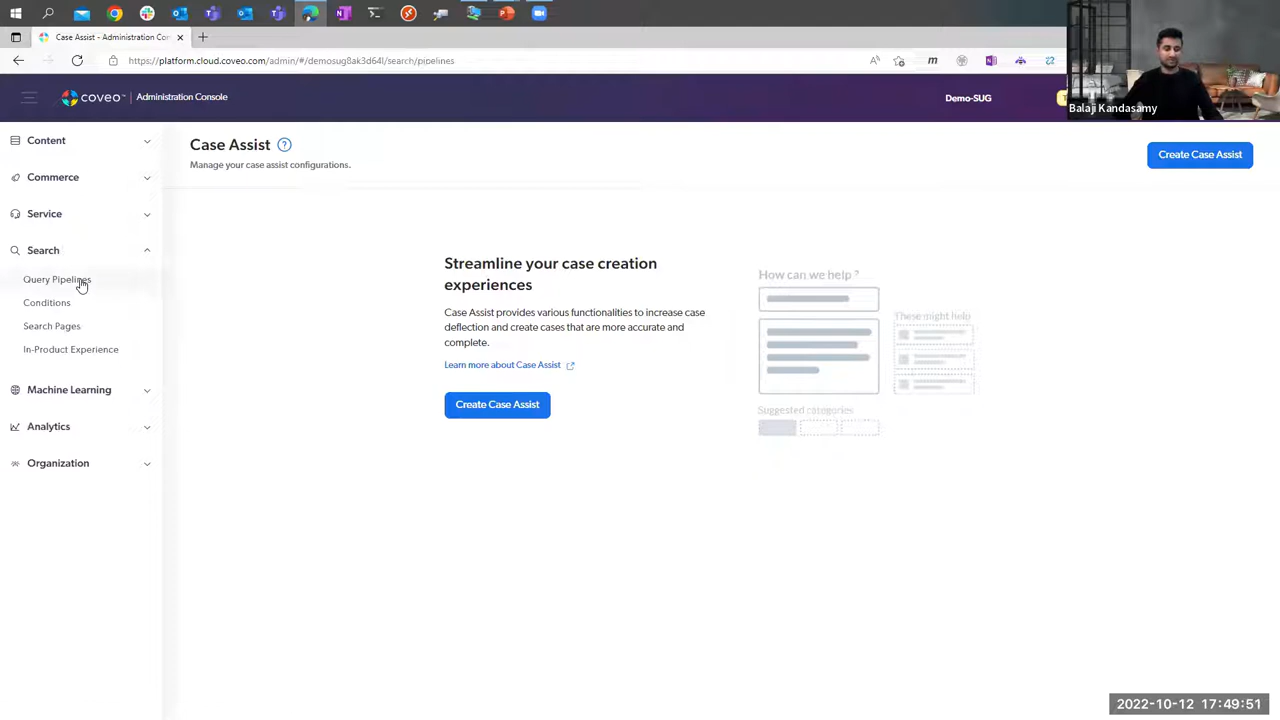 Case Assist - Administration Con
https://platform.cloud.coveo.com/admin/#/demosug8ak3d64l/search/pipelines
Balaji Kandasamy
coveo™ Administration Console
Demo-SUG
Content
Commerce
Service
Search
Query Pipelines
Conditions
Search Pages
In-Product Experience
Machine Learning
Analytics
Organization
Case Assist ?
Manage your case assist configurations.
Create Case Assist
Streamline your case creation
experiences
Case Assist provides various functionalities to increase case
deflection and create cases that are more accurate and
complete.
Learn more about Case Assist
Create Case Assist
How can we help ?
These might help
Suggested categories
2022-10-12 17:49:51